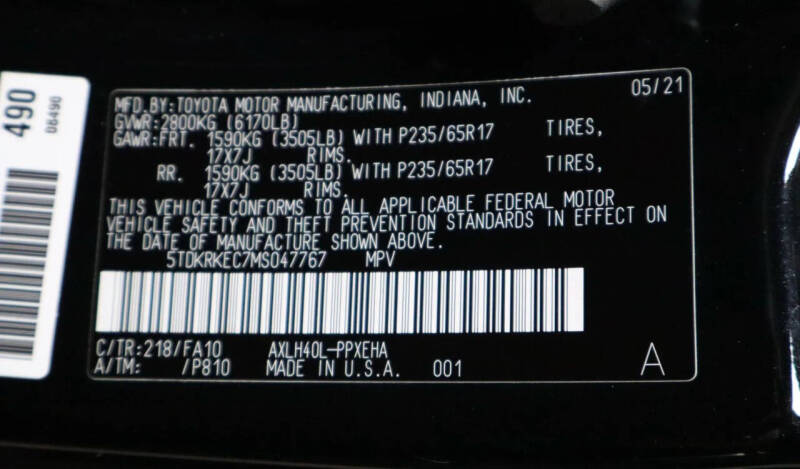 490
08490
MFD.BY:TOYOTA MOTOR MANUFACTURING, INDIANA, INC. 05/21
GVWR:2800KG (6170LB)
GAWR:FRT. 1590KG (3505LB) WITH P235/65R17 TIRES,
17X7J RIMS.
RR. 1590KG (3505LB) WITH P235/65R17 TIRES,
17X7J RIMS.
THIS VEHICLE CONFORMS TO ALL APPLICABLE FEDERAL MOTOR
VEHICLE SAFETY AND THEFT PREVENTION STANDARDS IN EFFECT ON
THE DATE OF MANUFACTURE SHOWN ABOVE.
5TDKRKEC7MS047767 MPV
C/TR:218/FA10 AXLH40L-PPXEHA
A/TM: /P810 MADE IN U.S.A. 001 A